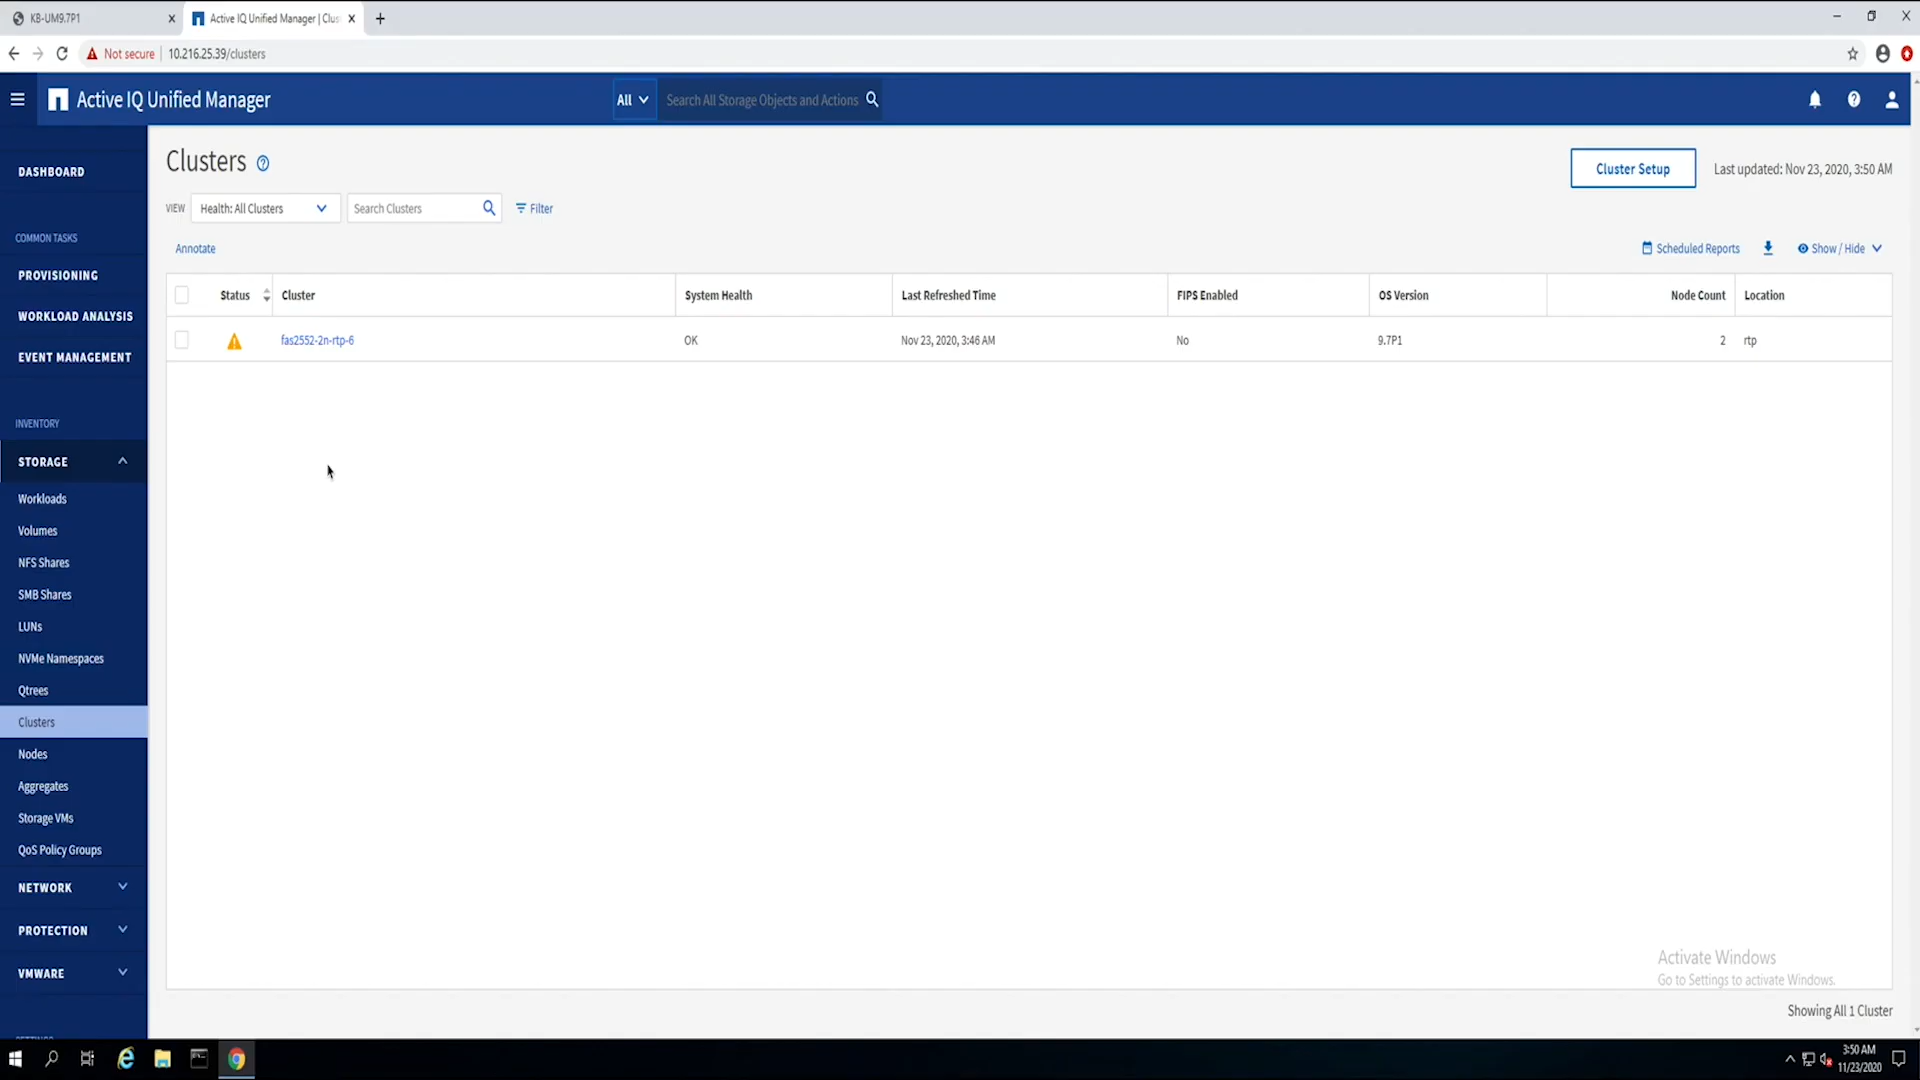 KB-UM9.7P1
Active IQ Unified Manager | Clus
Not secure
10.216.25.39/clusters
Active IQ Unified Manager
All
Search All Storage Objects and Actions
DASHBOARD
COMMON TASKS
PROVISIONING
WORKLOAD ANALYSIS
EVENT MANAGEMENT
INVENTORY
STORAGE
Workloads
Volumes
NFS Shares
SMB Shares
LUNs
NVMe Namespaces
Qtrees
Clusters
Nodes
Aggregates
Storage VMs
QoS Policy Groups
NETWORK
PROTECTION
VMWARE
SETTINGS
Clusters
Cluster Setup
Last updated: Nov 23, 2020, 3:50 AM
VIEW
Health: All Clusters
Search Clusters
Filter
Annotate
Scheduled Reports
Show / Hide
Status
Cluster
System Health
Last Refreshed Time
FIPS Enabled
OS Version
Node Count
Location
fas2552-2n-rtp-6
OK
Nov 23, 2020, 3:46 AM
No
9.7P1
2
rtp
Activate Windows
Go to Settings to activate Windows.
Showing All 1 Cluster
3:50 AM
11/23/2020